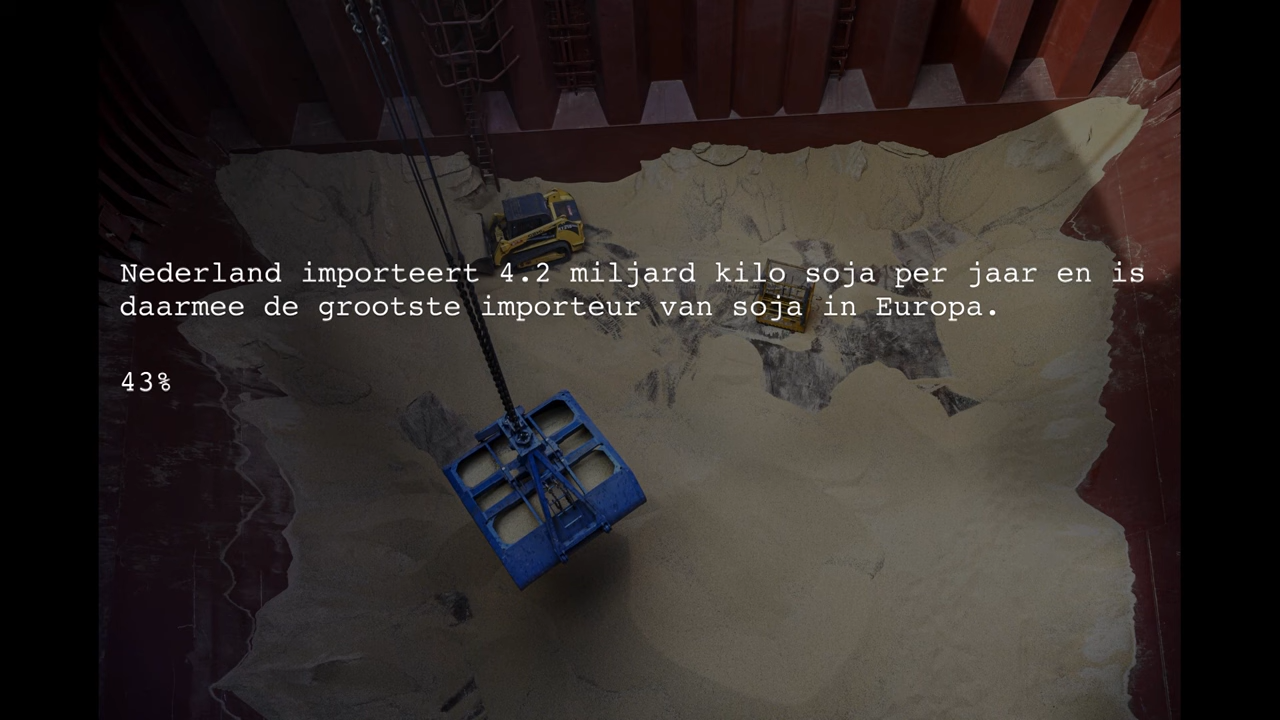 Nederland importeert 4.2 miljard kilo soja per jaar en is
daarmee de grootste importeur van soja in Europa.
43%